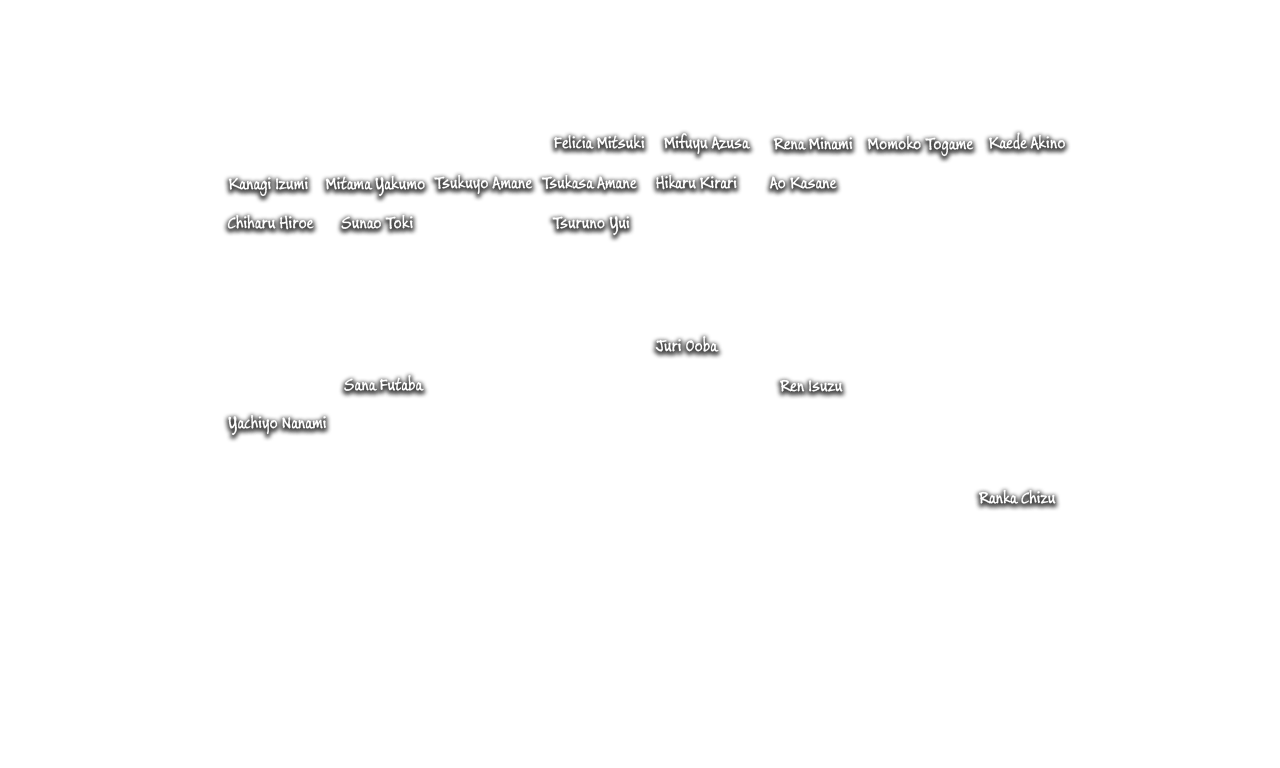 Felicia Mitsuki Mifuyu Azusa Rena Minami Momoko Togame Kaede Akino
Kanagi Izumi Mitama Yakumo Tsukuyo Amane Tsukasa Amane Hikaru Kirari Ao Kasane
Chiharu Hiroe Sunao Toki Tsuruno Yui
Juri Ooba
Sana Futaba Ren Isuzu
Yachiyo Nanami
Ranka Chizu